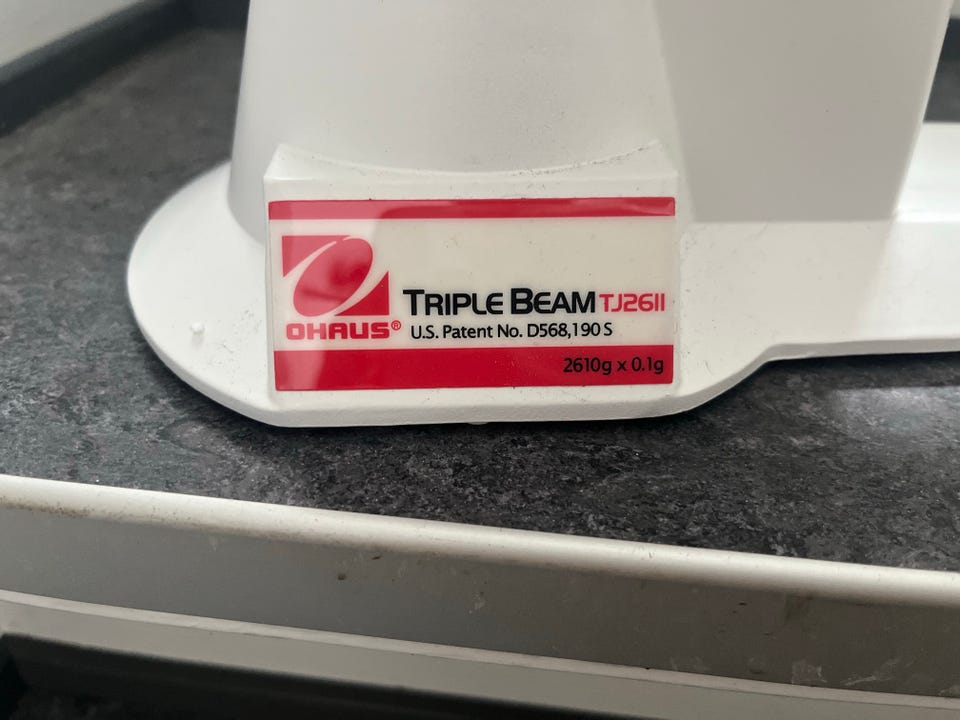 TRIPLE BEAM TJ2611
OHAUS®
U.S. Patent No. D568,190 S
2610g x 0.1g